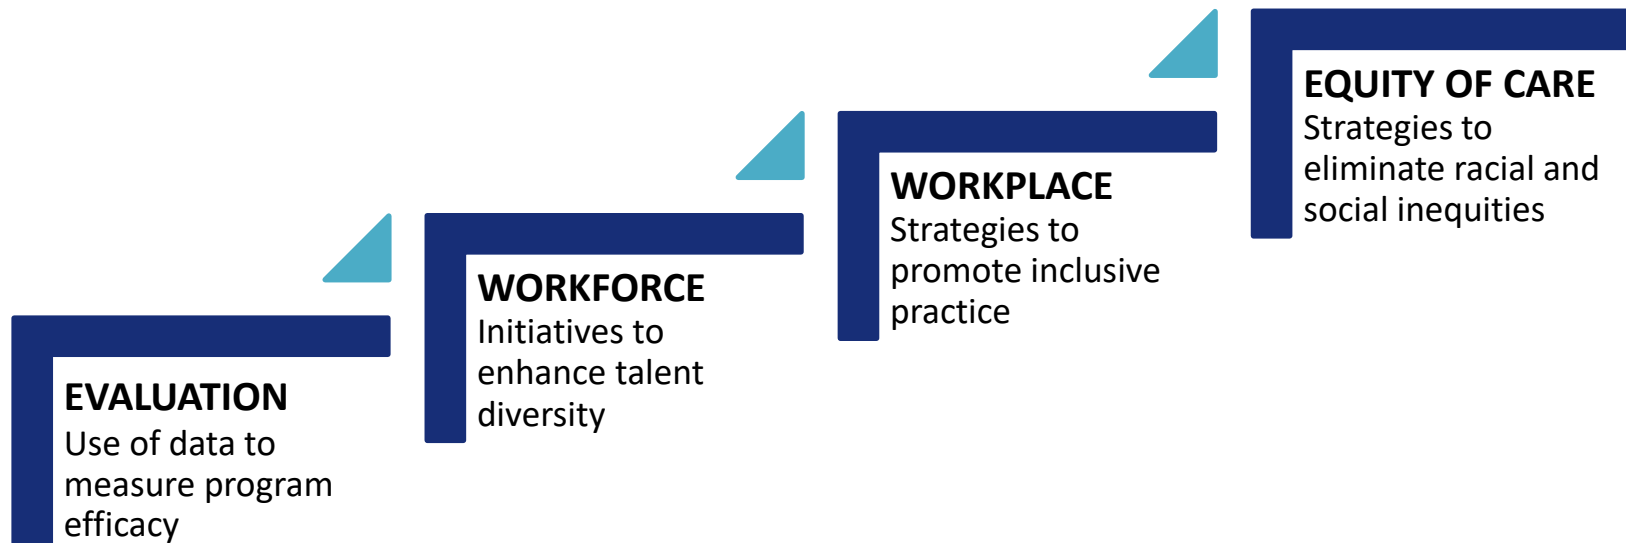 EVALUATION
Use of data to
measure program
efficacy
WORKFORCE
Initiatives to
enhance talent
diversity
WORKPLACE
Strategies to
promote inclusive
practice
EQUITY OF CARE
Strategies to
eliminate racial and
social inequities